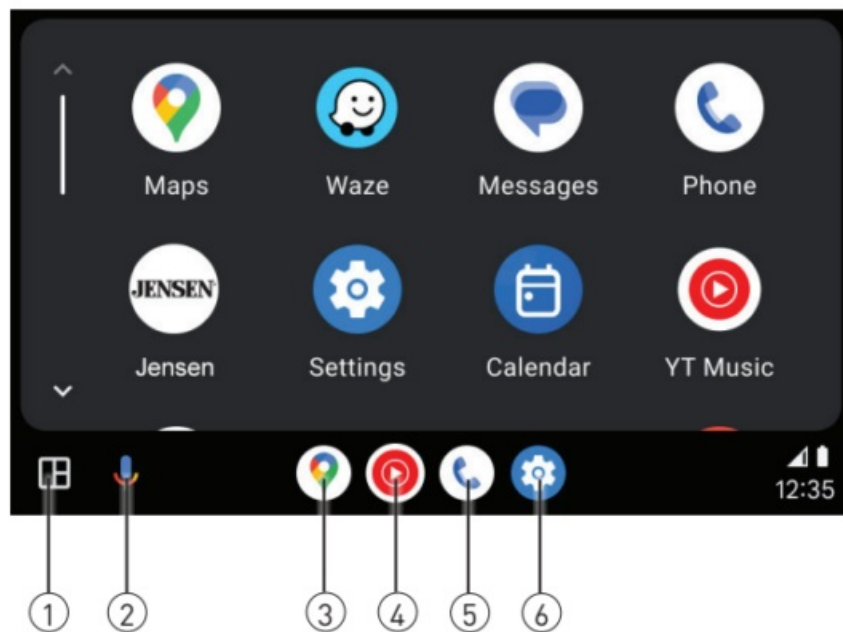 Maps Waze Messages Phone
JENSEN
Jensen Settings Calendar YT Music
12:35
1 2 3 4 5 6